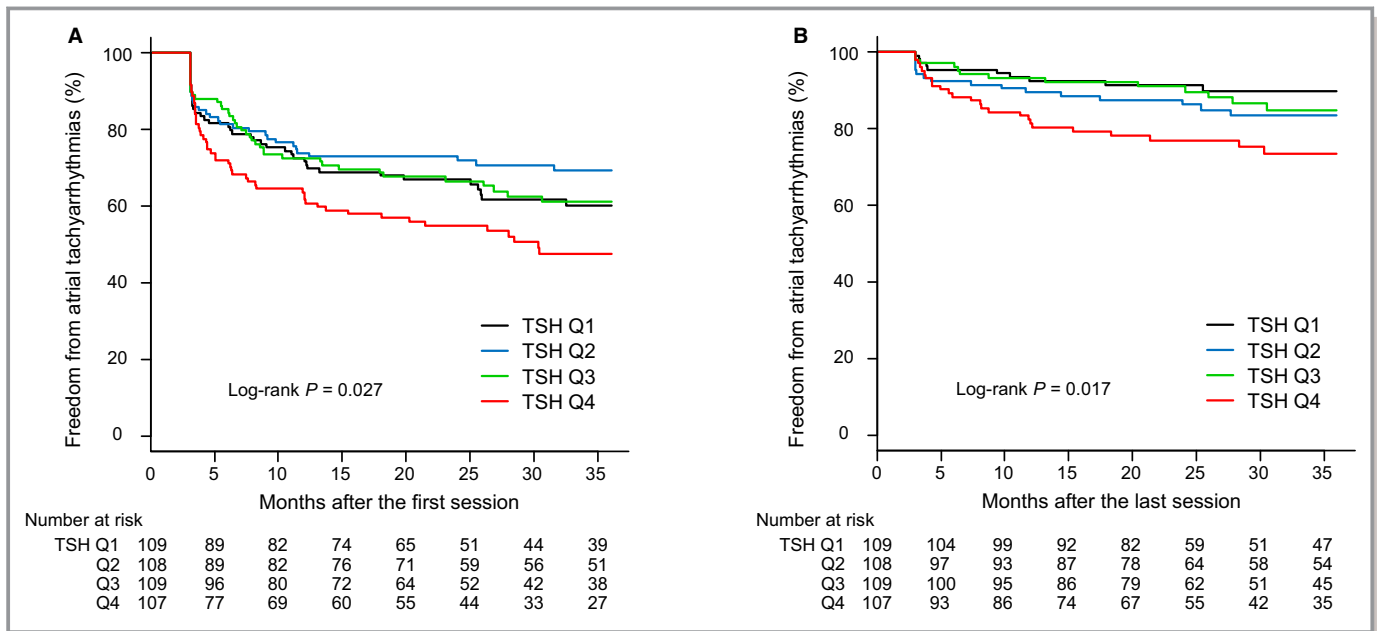 A
Freedom from atrial tachyarrhythmias (%)
100
80
60
40
20
0
TSH Q1
TSH Q2
TSH Q3
TSH Q4
Log-rank P = 0.027
0 5 10 15 20 25 30 35
Months after the first session
Number at risk
TSH Q1 109 89 82 74 65 51 44 39
Q2 108 89 82 76 71 59 56 51
Q3 109 96 80 72 64 52 42 38
Q4 107 77 69 60 55 44 33 27
B
Freedom from atrial tachyarrhythmias (%)
100
80
60
40
20
0
TSH Q1
TSH Q2
TSH Q3
TSH Q4
Log-rank P = 0.017
0 5 10 15 20 25 30 35
Months after the last session
Number at risk
TSH Q1 109 104 99 92 82 59 51 47
Q2 108 97 93 87 78 64 58 54
Q3 109 100 95 86 79 62 51 45
Q4 107 93 86 74 67 55 42 35